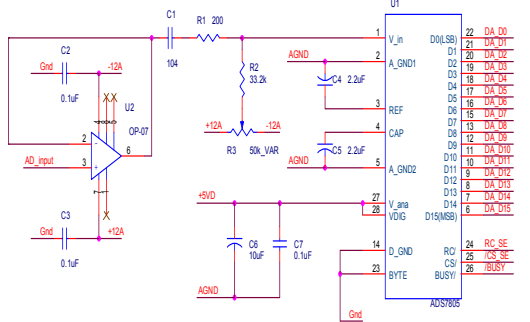 U1
C1
R1 200
104
1 V_in D0(LSB) 22 DA_D0
D1 21 DA_D1
AGND 2 A_GND1 D2 20 DA_D2
D3 19 DA_D3
C2
Gnd -12A
0.1uF
R2
33.2k
C4 2.2uF
D4 18 DA_D4
D5 17 DA_D5
3 REF D6 16 DA_D6
D7 15 DA_D7
U2
OP-07
+12A -12A
R3 50k_VAR
4 CAP D8 13 DA_D8
D9 12 DA_D9
C5 2.2uF
D10 11 DA_D10
2 - 6
AD_input 3 +
AGND 5 A_GND2 D11 10 DA_D11
D12 9 DA_D12
D13 8 DA_D13
7 1
+5VD 27 V_ana D14 7 DA_D14
28 VDIG D15(MSB) 6 DA_D15
C3
Gnd +12A
0.1uF
C6
10uF
C7
0.1uF
14 D_GND RC/ 24 RC_SE
CS/ 25 /CS_SE
23 BYTE BUSY/ 26 /BUSY
AGND
ADS7805
Gnd